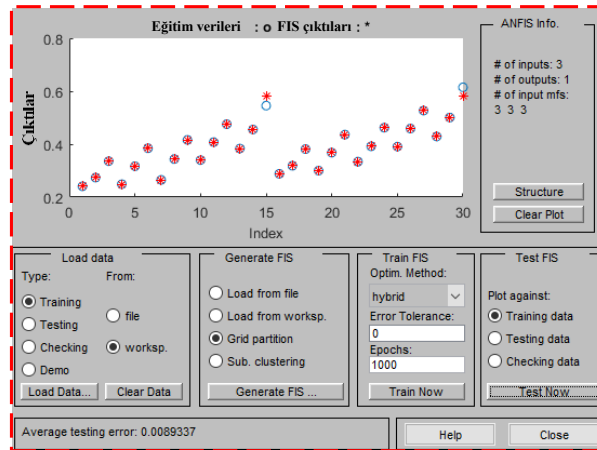 Eğitim verileri : o FIS çıktıları : *
Çıktılar
0.8
0.6
0.4
0.2
0 5 10 15 20 25 30
Index
ANFIS Info.
# of inputs: 3
# of outputs: 1
# of input mfs:
3 3 3
Structure
Clear Plot
Load data
Type: From:
Training
Testing
Checking
Demo
file
worksp.
Load Data... Clear Data
Generate FIS
Load from file
Load from worksp.
Grid partition
Sub. clustering
Generate FIS ...
Train FIS
Optim. Method:
hybrid
Error Tolerance:
0
Epochs:
1000
Train Now
Test FIS
Plot against:
Training data
Testing data
Checking data
Test Now
Average testing error: 0.0089337
Help Close